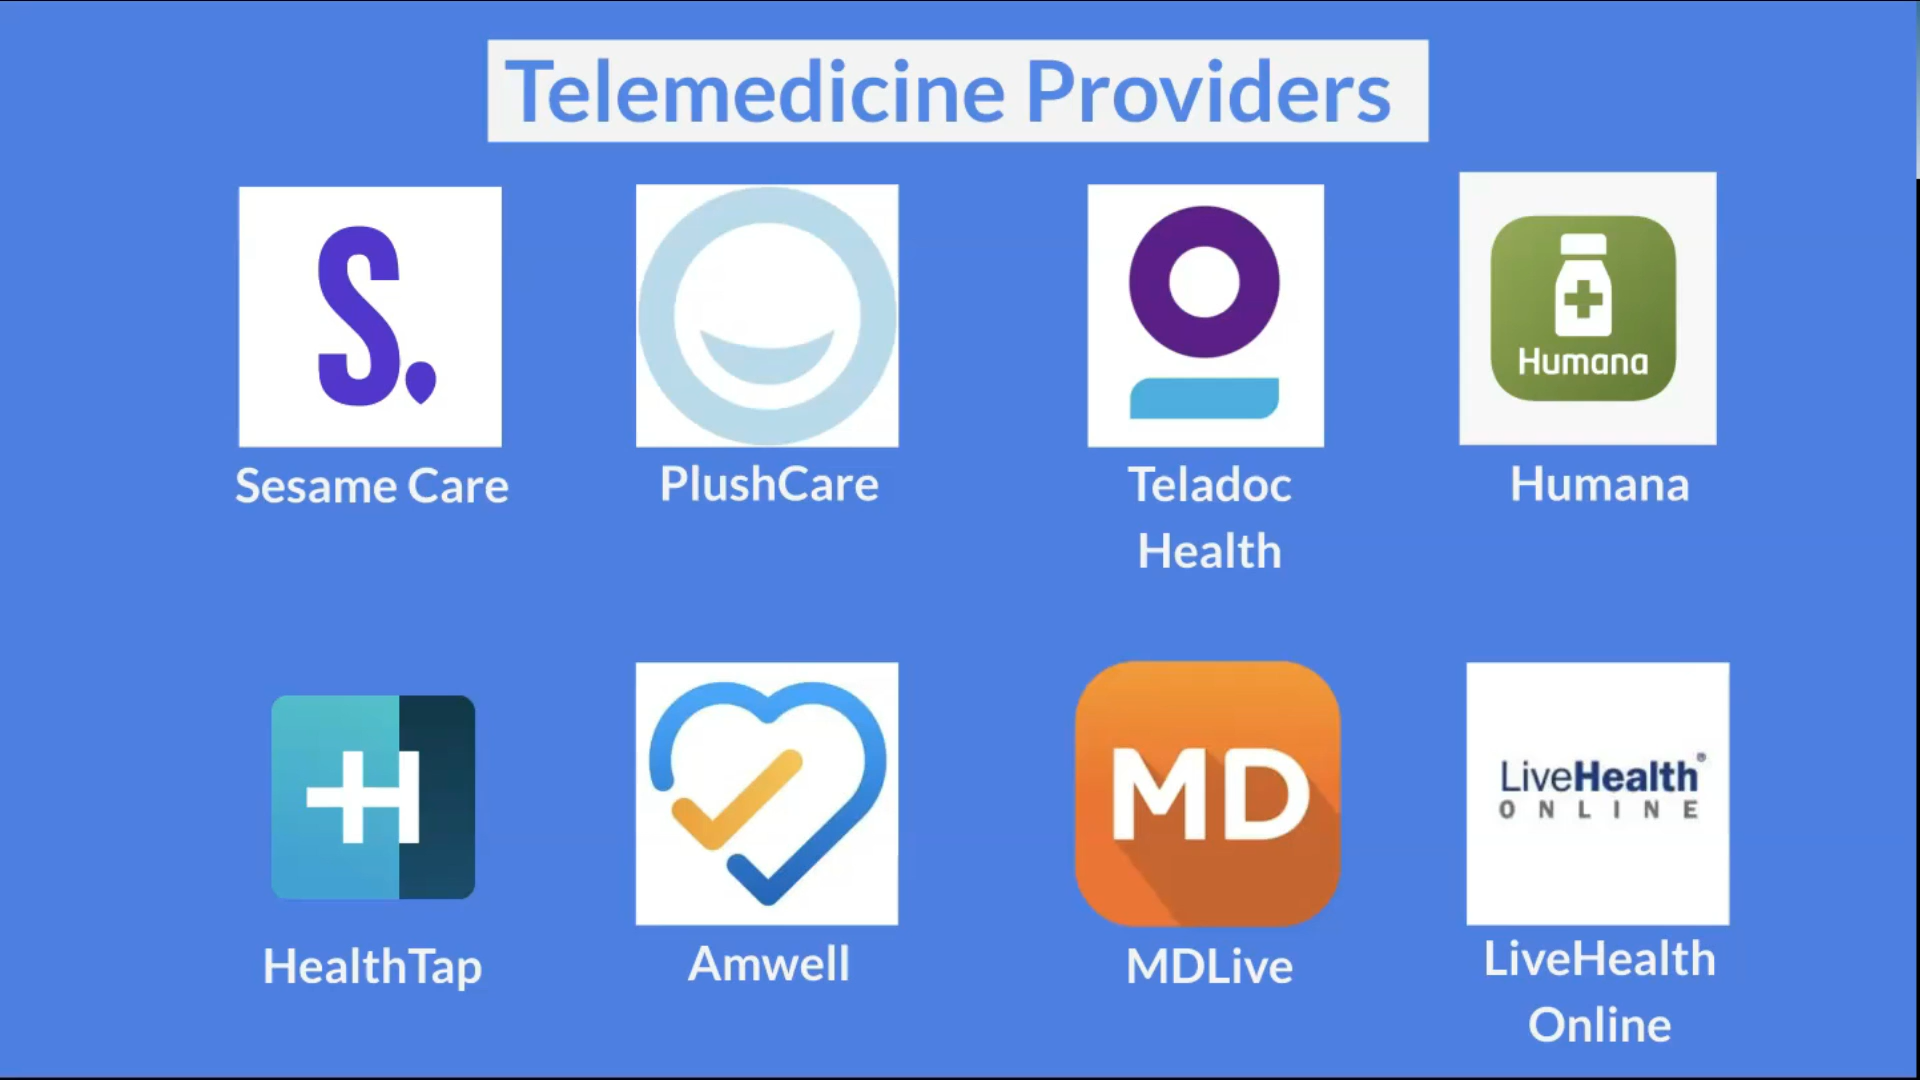 Telemedicine Providers
S.
Humana
Sesame Care
PlushCare
Teladoc
Health
Humana
H
MD
LiveHealth®
ONLINE
HealthTap
Amwell
MDLive
LiveHealth
Online